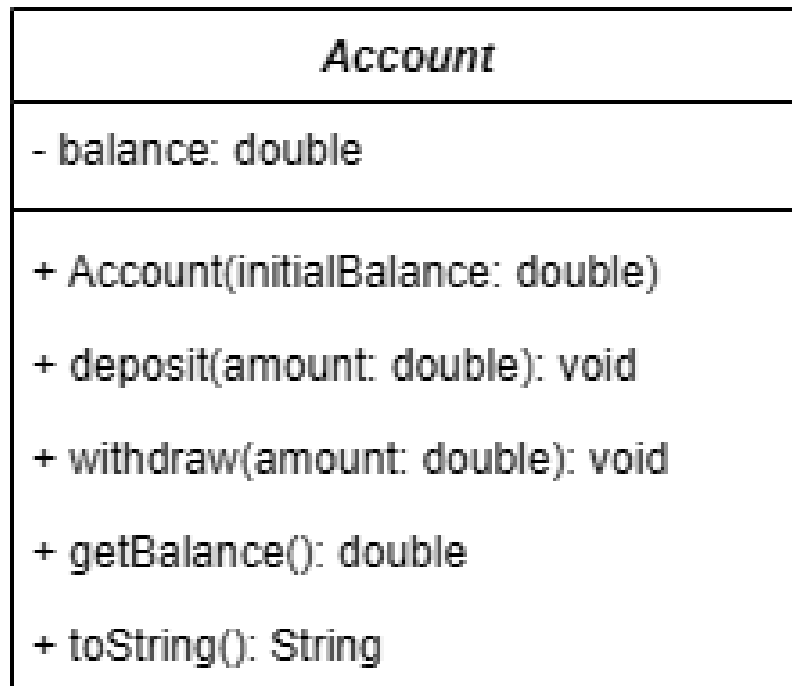 Account
- balance: double
+ Account(initialBalance: double)
+ deposit(amount: double): void
+ withdraw(amount: double): void
+ getBalance(): double
+ toString(): String